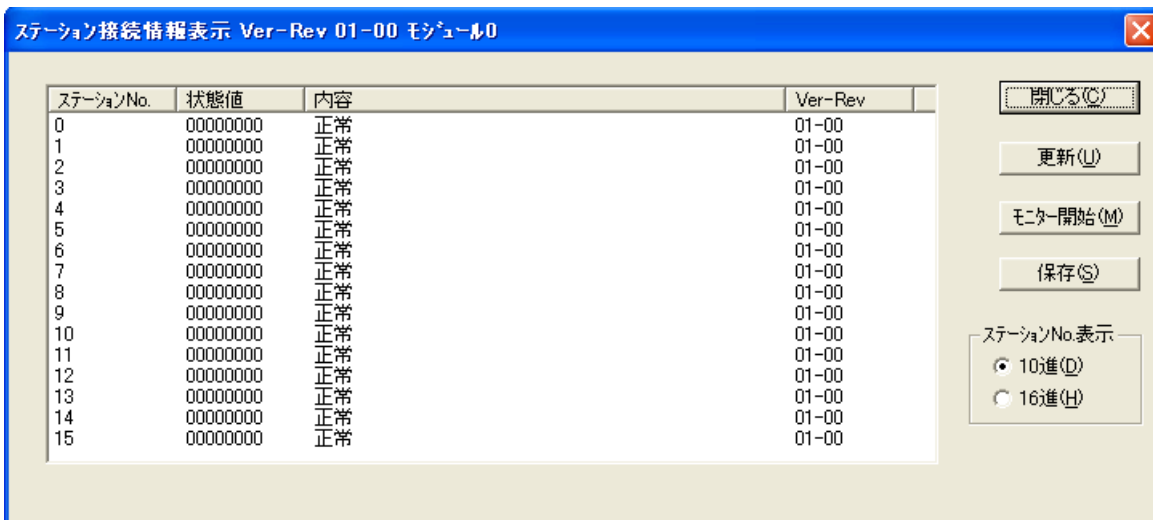 ステーション接続情報表示 Ver-Rev 01-00 モジュール0
ステーションNo. 状態値 内容 Ver-Rev
0 00000000 正常 01-00
1 00000000 正常 01-00
2 00000000 正常 01-00
3 00000000 正常 01-00
4 00000000 正常 01-00
5 00000000 正常 01-00
6 00000000 正常 01-00
7 00000000 正常 01-00
8 00000000 正常 01-00
9 00000000 正常 01-00
10 00000000 正常 01-00
11 00000000 正常 01-00
12 00000000 正常 01-00
13 00000000 正常 01-00
14 00000000 正常 01-00
15 00000000 正常 01-00
閉じる(C)
更新(U)
モニター開始(M)
保存(S)
ステーションNo.表示
10進(D)
16進(H)